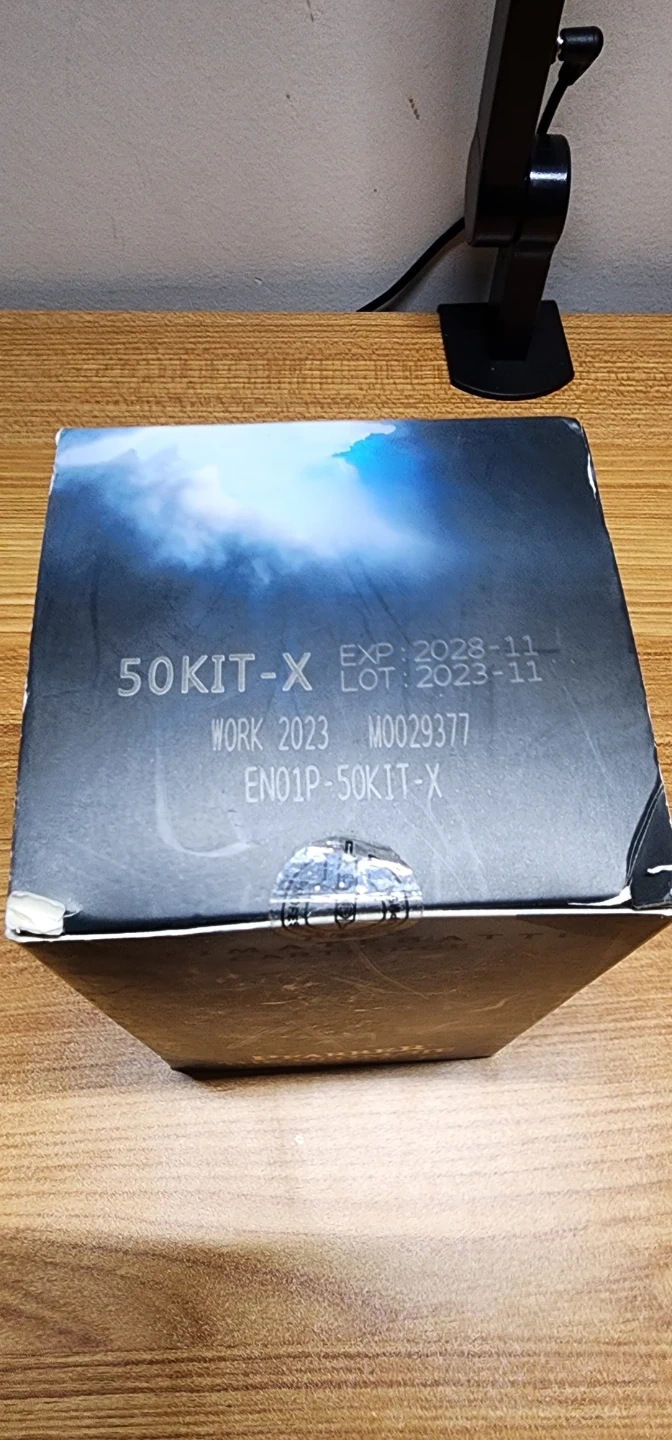 50KIT-X
EXP:2028-11
LOT:2023-11
WORK 2023 M0029377
EN01P-50KIT-X